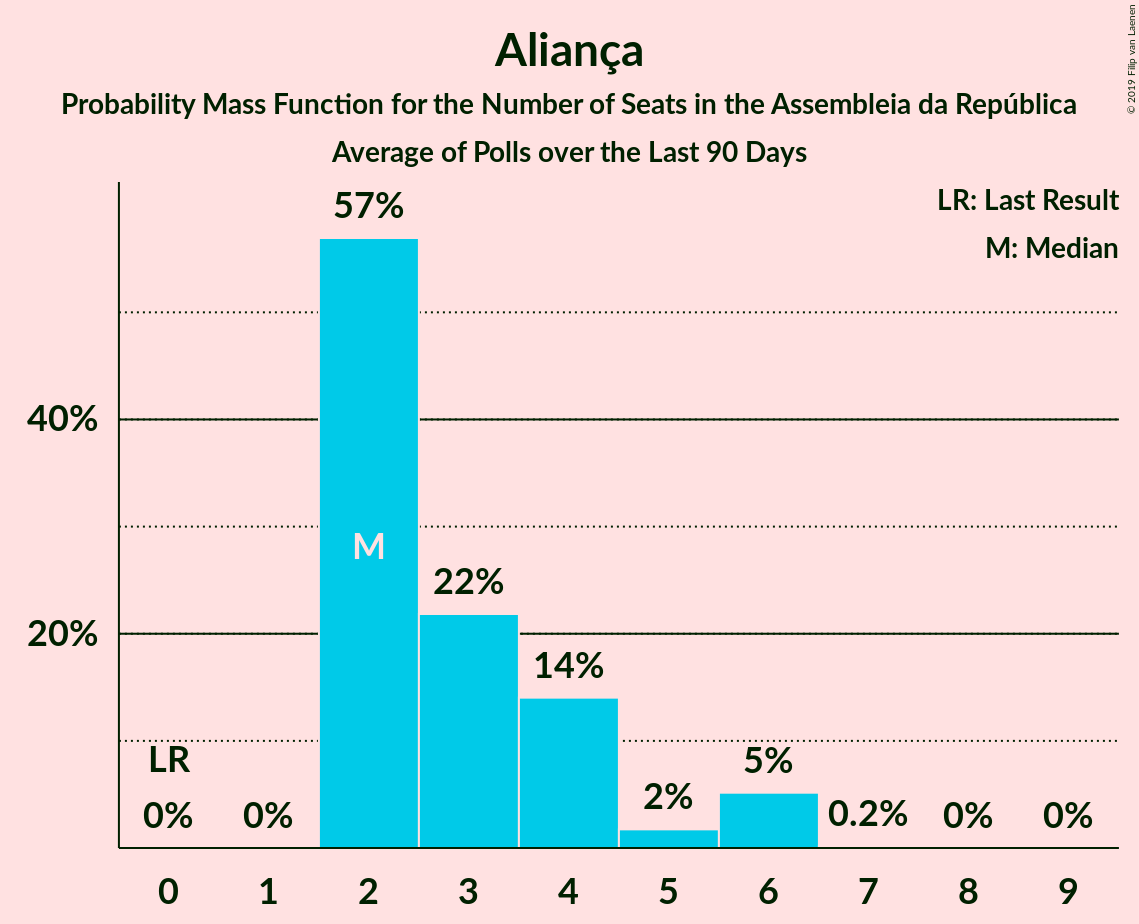 Aliança
Probability Mass Function for the Number of Seats in the Assembleia da República
Average of Polls over the Last 90 Days
© 2019 Filip van Laenen
LR: Last Result
M: Median
57%
40%
M
22%
20%
14%
LR
5%
2%
0%
0%
0.2%
0%
0%
0 1 2 3 4 5 6 7 8 9